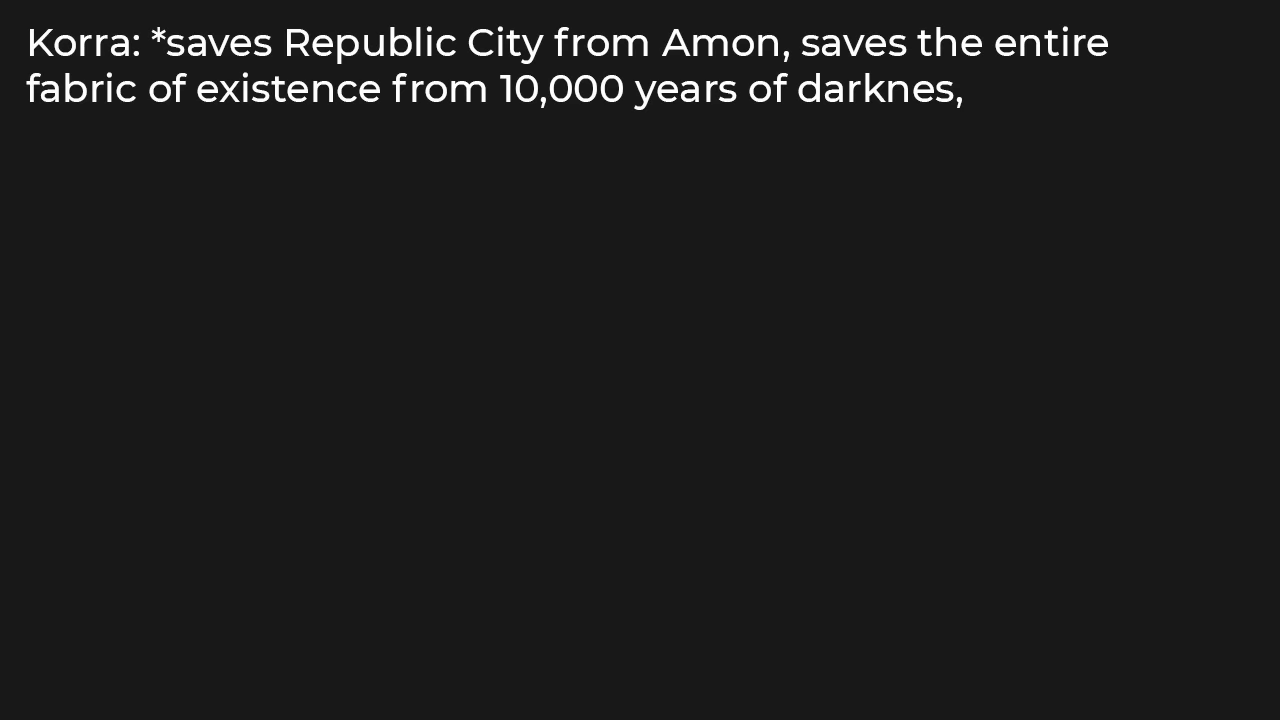 Korra: *saves Republic City from Amon, saves the entire
fabric of existence from 10,000 years of darknes,